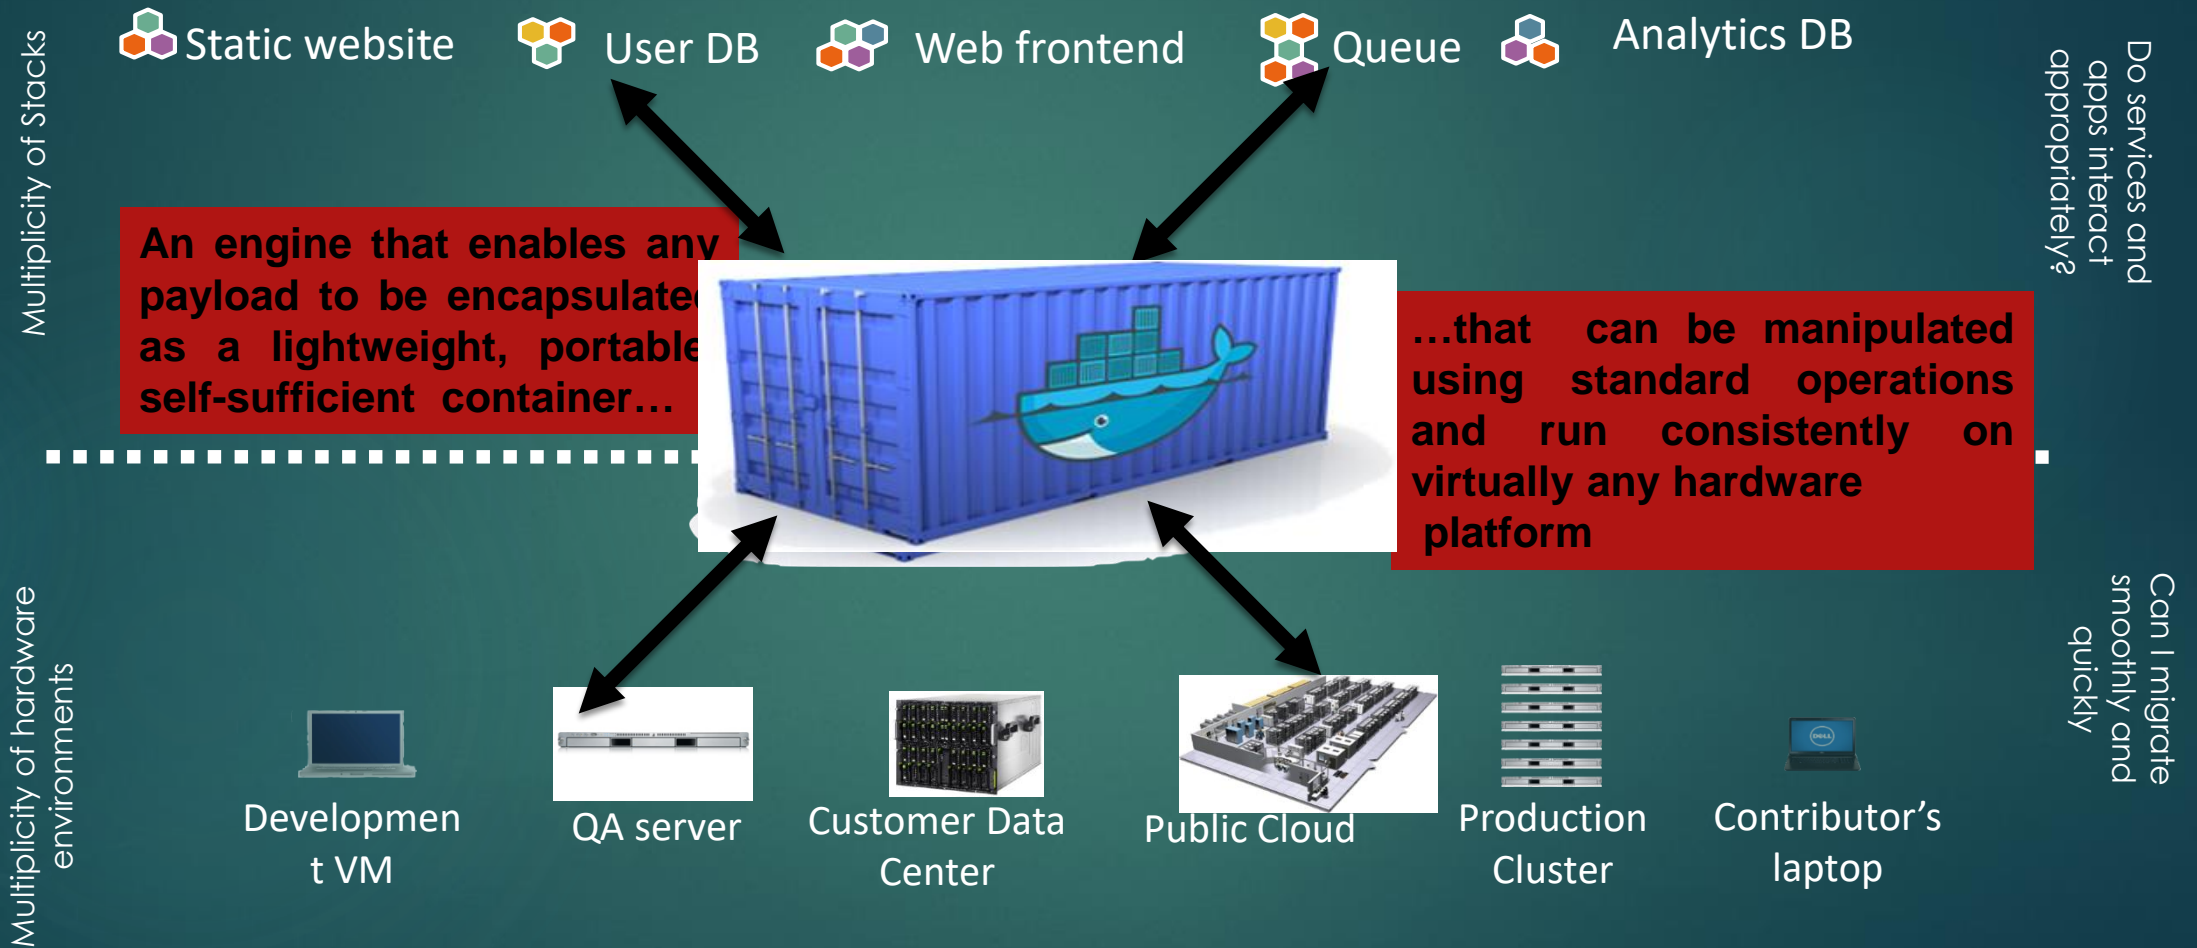 Static website
User DB
Web frontend
Queue
Analytics DB
Multiplicity of Stacks
Do services and
apps interact
appropriately?
An engine that enables any
payload to be encapsulated
as a lightweight, portable
self-sufficient container…
…that can be manipulated
using standard operations
and run consistently on
virtually any hardware
platform
Multiplicity of hardware
environments
Can I migrate
smoothly and
quickly
DELL
Developmen
t VM
QA server
Customer Data
Center
Public Cloud
Production
Cluster
Contributor’s
laptop